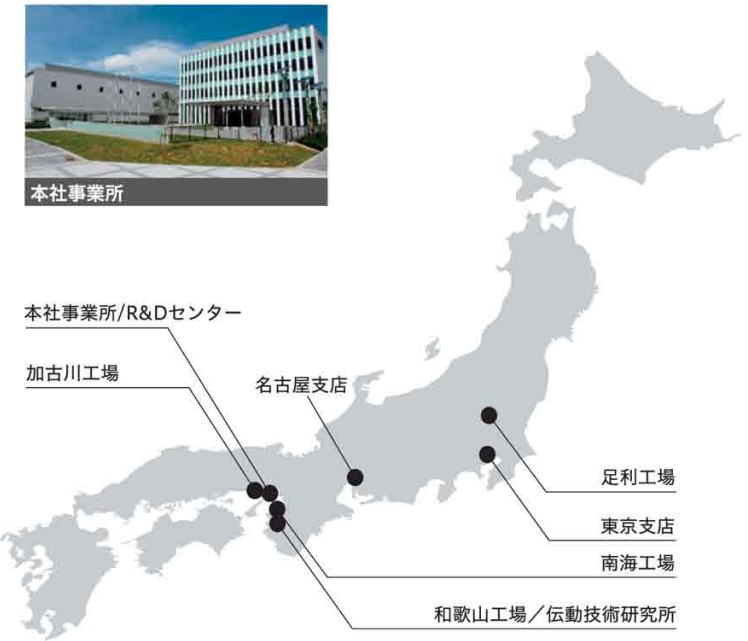 本社事業所
本社事業所/R&Dセンター
加古川工場
名古屋支店
足利工場
東京支店
南海工場
和歌山工場／伝動技術研究所